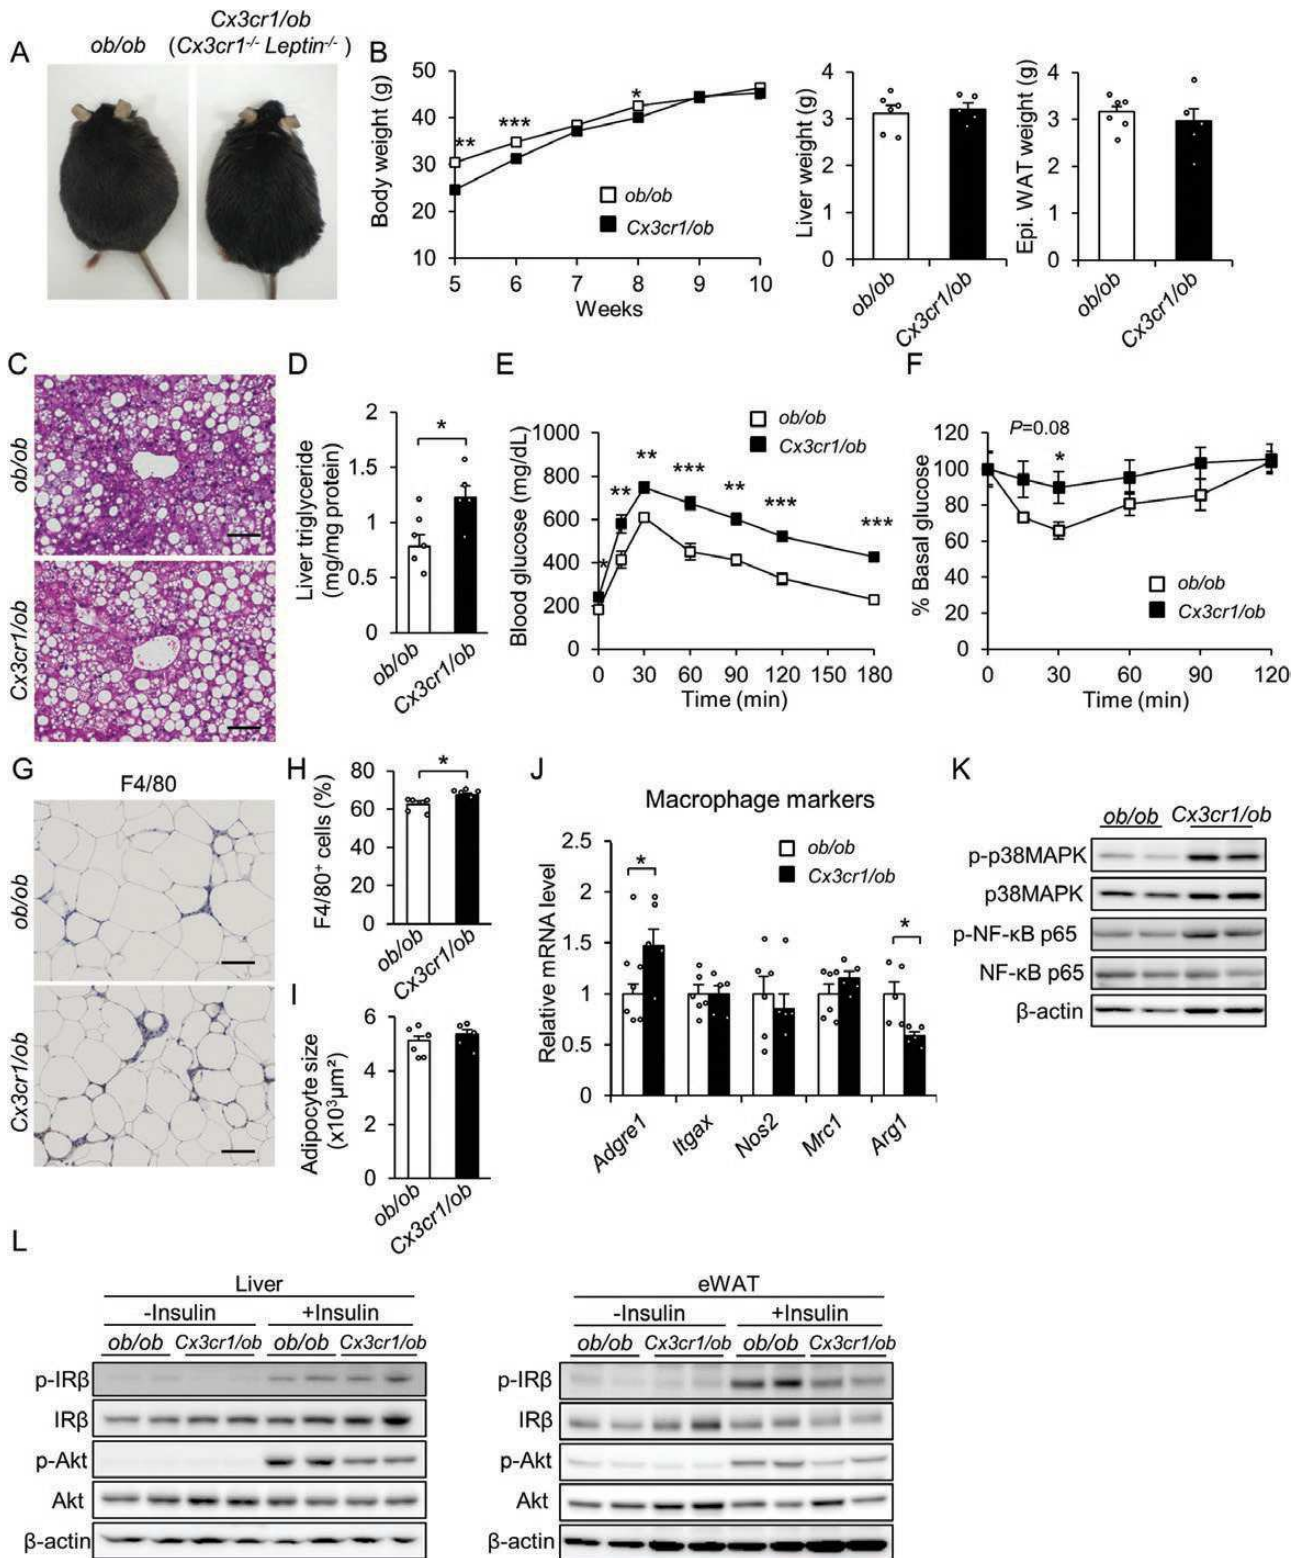 A
ob/ob
Cx3cr1/ob
(Cx3cr1-/- Leptin-/- )
B
Body weight (g)
50
40
30
20
10
**
***
*
ob/ob
Cx3cr1/ob
5 6 7 8 9 10
Weeks
Liver weight (g)
4
3
2
1
0
ob/ob
Cx3cr1/ob
Epi. WAT weight (g)
4
3
2
1
0
ob/ob
Cx3cr1/ob
C
ob/ob
Cx3cr1/ob
D
Liver triglyceride
(mg/mg protein)
2
1.5
1
0.5
0
*
ob/ob
Cx3cr1/ob
E
Blood glucose (mg/dL)
ob/ob
Cx3cr1/ob
1000
800
600
400
200
0
* ** ** *** ** *** ***
0 30 60 90 120 150 180
Time (min)
F
% Basal glucose
120
100
80
60
40
20
0
P=0.08
*
ob/ob
Cx3cr1/ob
0 30 60 90 120
Time (min)
G
F4/80
ob/ob
Cx3cr1/ob
H
F4/80+ cells (%)
80
60
40
20
0
*
ob/ob
Cx3cr1/ob
I
Adipocyte size
(x10³µm²)
6
4
2
0
ob/ob
Cx3cr1/ob
J
Macrophage markers
Relative mRNA level
2.5
2
1.5
1
0.5
0
ob/ob
Cx3cr1/ob
*
*
Adgre1
Itgax
Nos2
Mrc1
Arg1
K
ob/ob Cx3cr1/ob
p-p38MAPK
p38MAPK
p-NF-κB p65
NF-κB p65
β-actin
L
Liver
-Insulin +Insulin
ob/ob Cx3cr1/ob ob/ob Cx3cr1/ob
p-IRβ
IRβ
p-Akt
Akt
β-actin
eWAT
-Insulin +Insulin
ob/ob Cx3cr1/ob ob/ob Cx3cr1/ob
p-IRβ
IRβ
p-Akt
Akt
β-actin